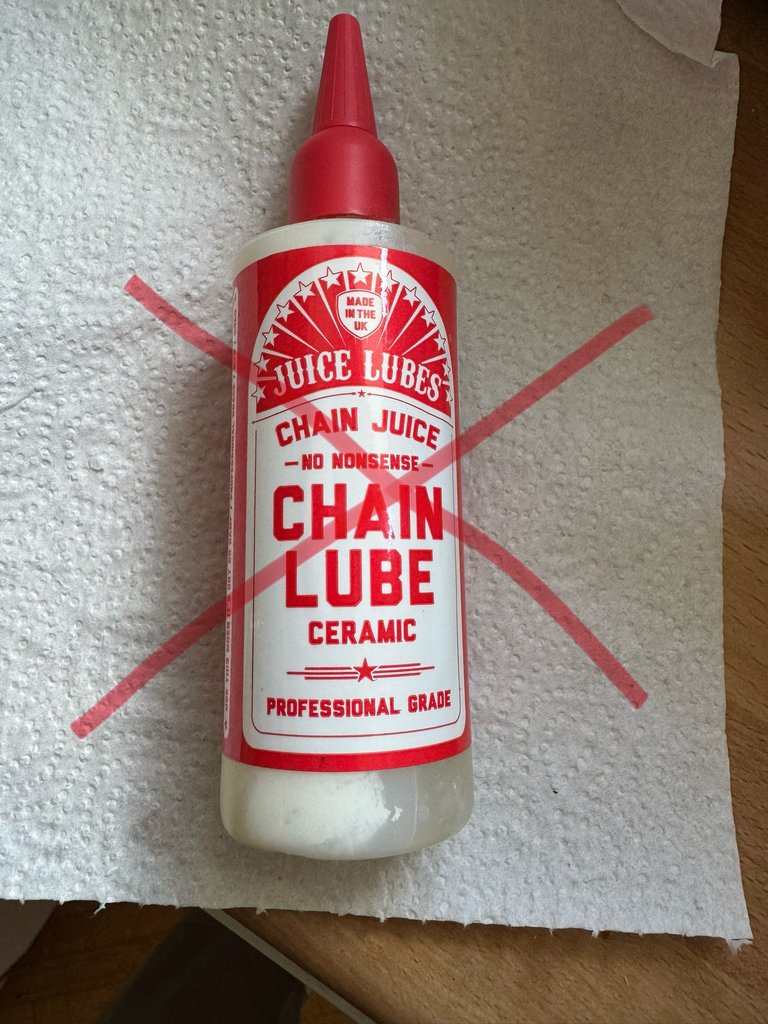 MADE
IN THE
UK
JUICE LUBES
CHAIN JUICE
NO NONSENSE
CHAIN
LUBE
CERAMIC
PROFESSIONAL GRADE